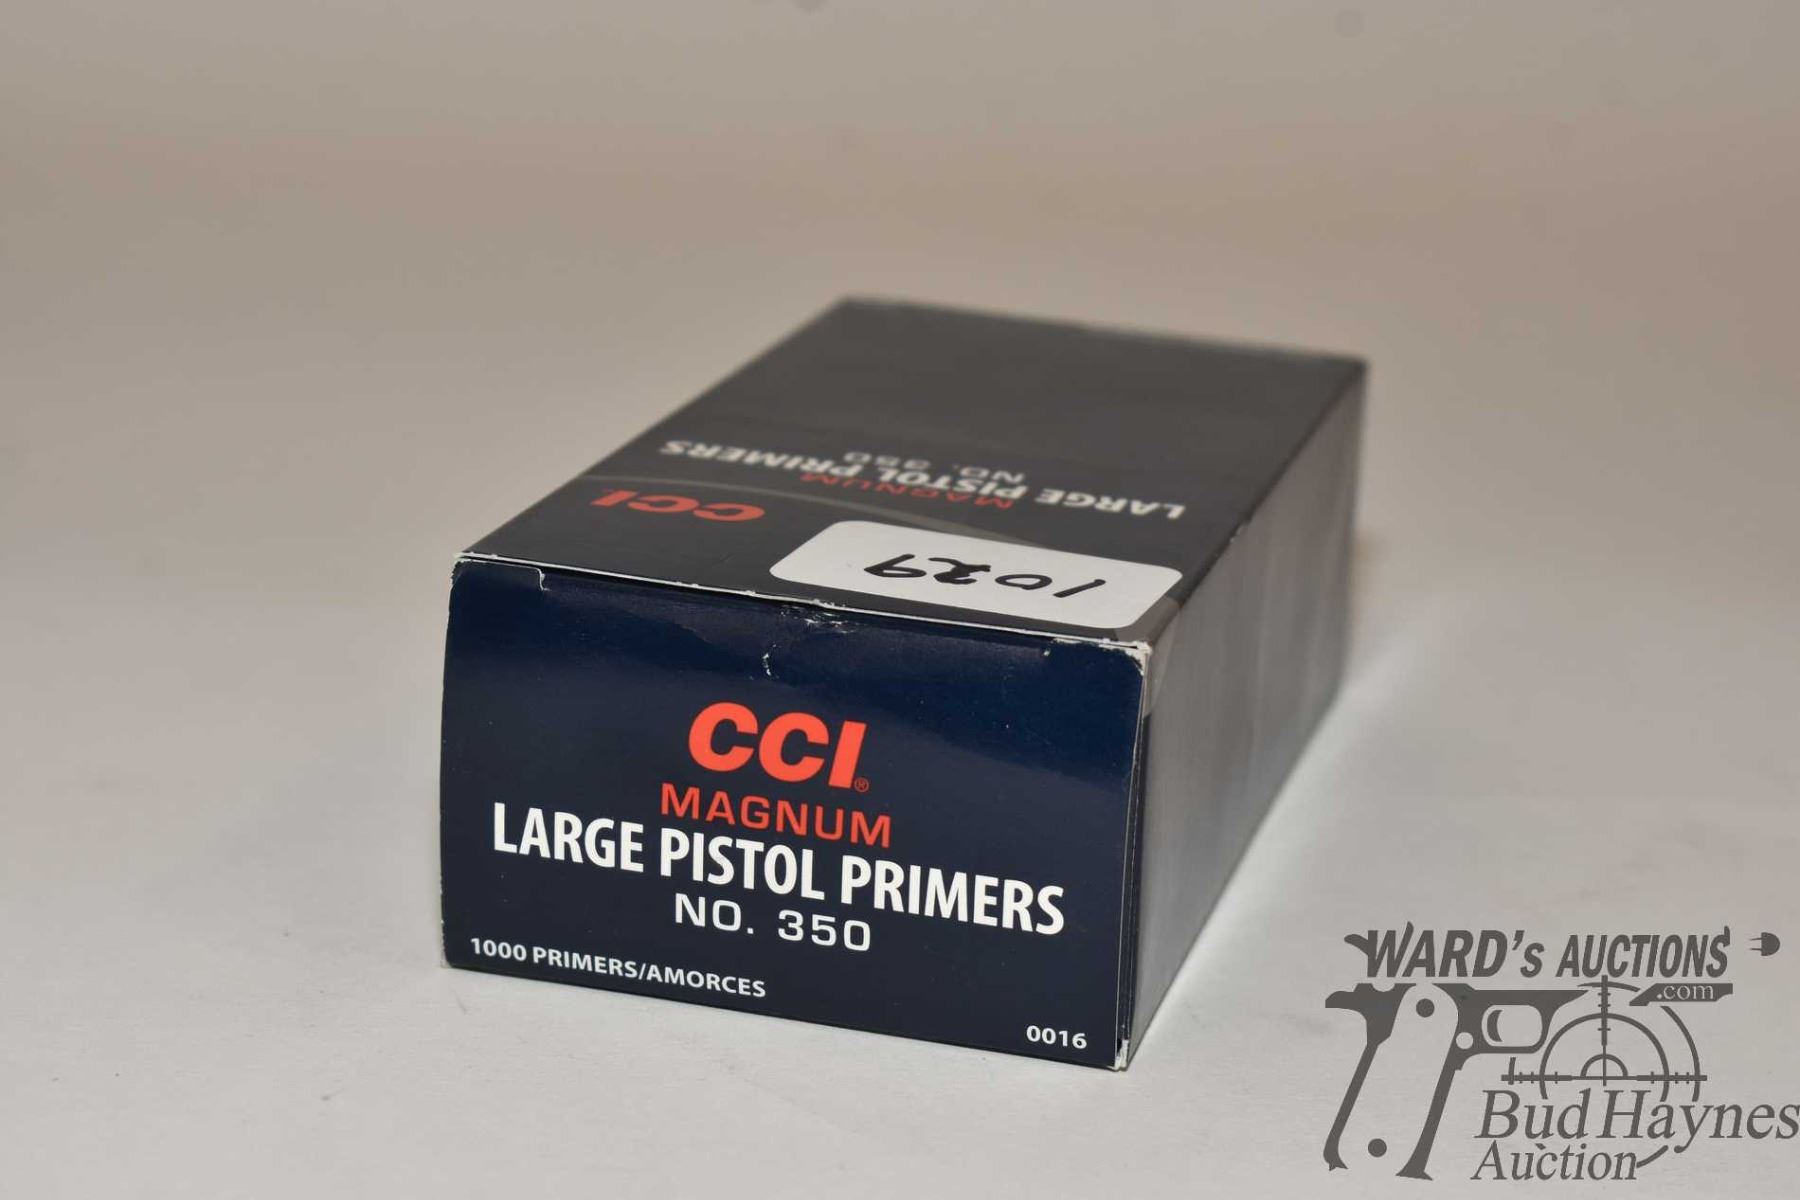 CCI
MAGNUM
LARGE PISTOL PRIMERS
NO. 350
1029
CCI®
MAGNUM
LARGE PISTOL PRIMERS
NO. 350
1000 PRIMERS/AMORCES
0016
WARD's AUCTIONS
.com
Bud Haynes
Auction